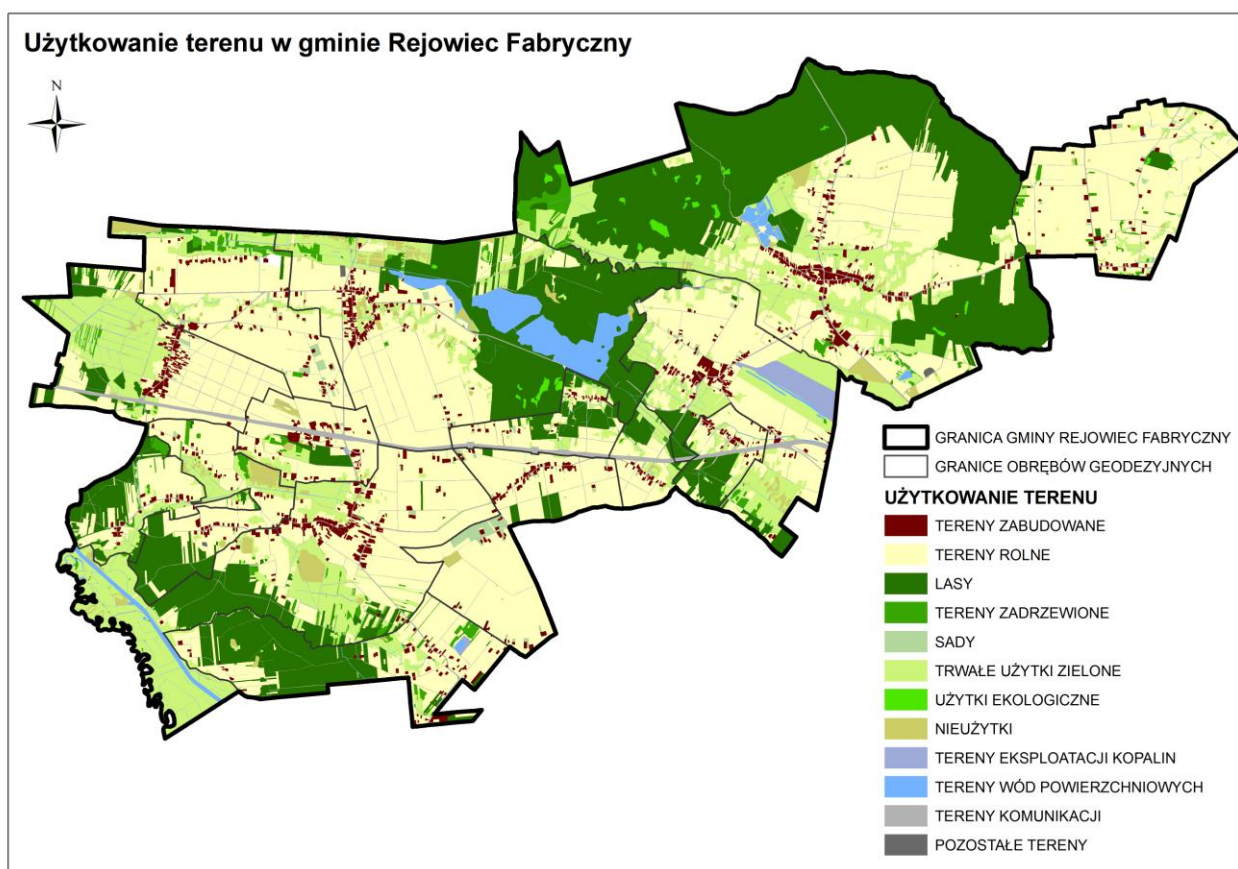 Użytkowanie terenu w gminie Rejowiec Fabryczny
N
GRANICA GMINY REJOWIEC FABRYCZNY
GRANICE OBRĘBÓW GEODEZYJNYCH
UŻYTKOWANIE TERENU
TERENY ZABUDOWANE
TERENY ROLNE
LASY
TERENY ZADRZEWIONE
SADY
TRWAŁE UŻYTKI ZIELONE
UŻYTKI EKOLOGICZNE
NIEUŻYTKI
TERENY EKSPLOATACJI KOPALIN
TERENY WÓD POWIERZCHNIOWYCH
TERENY KOMUNIKACJI
POZOSTAŁE TERENY